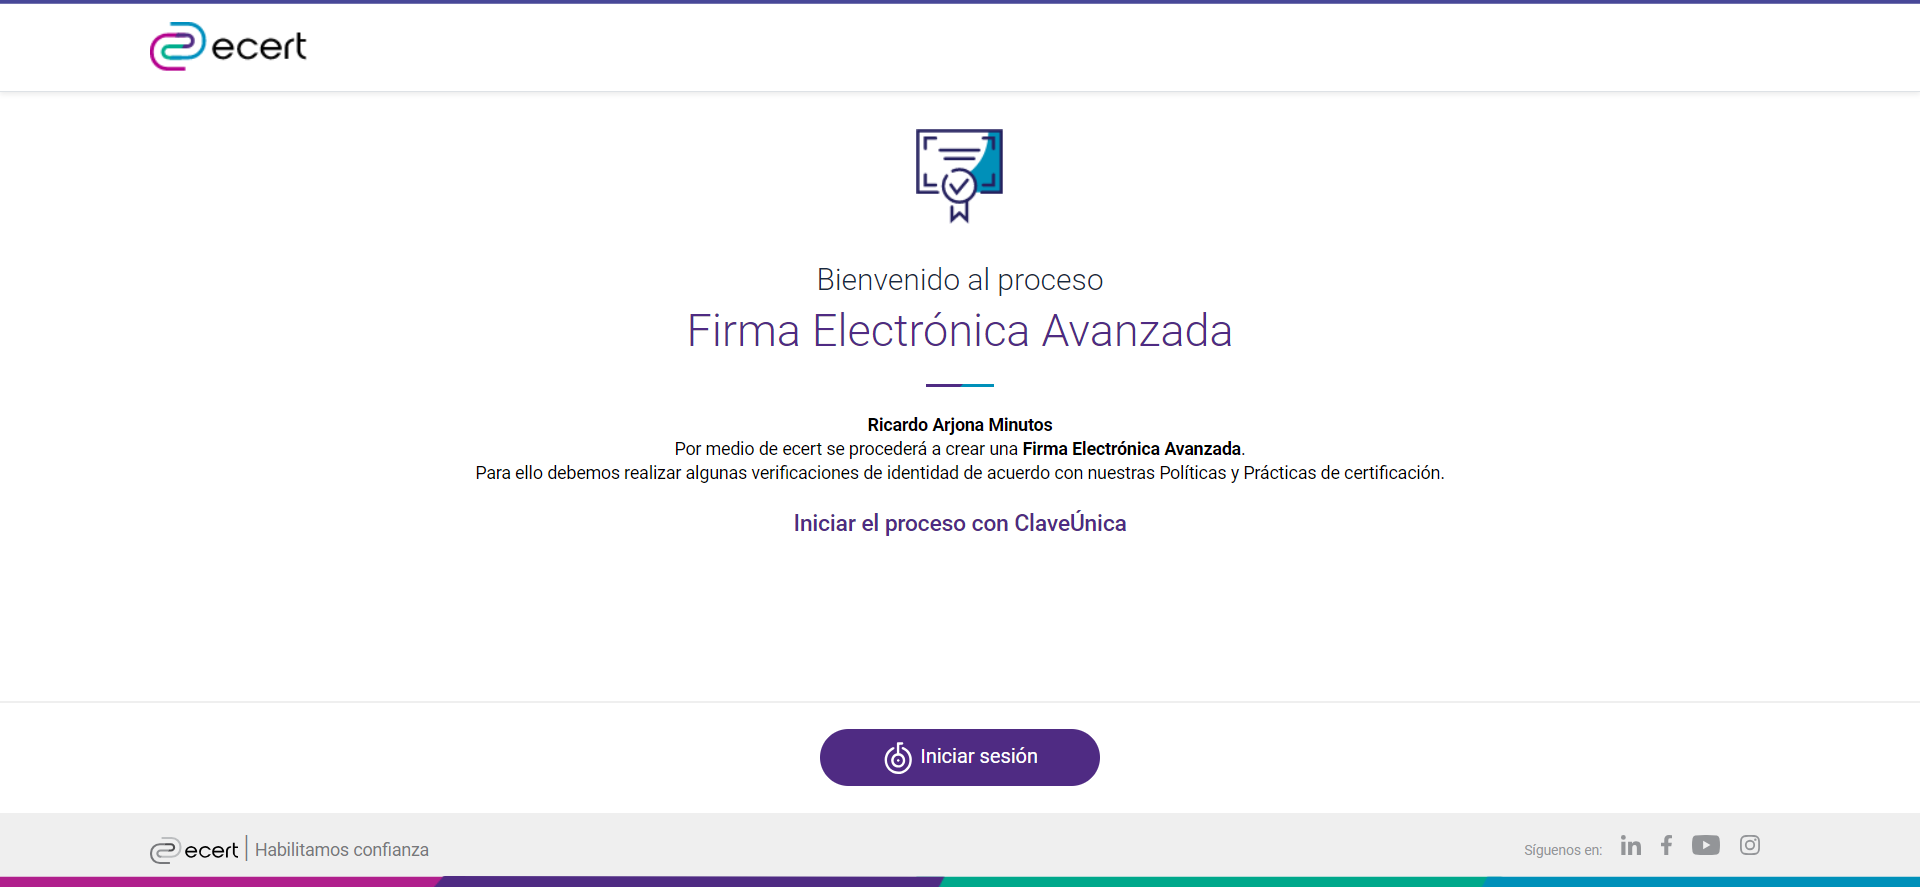 ecert
Bienvenido al proceso
Firma Electrónica Avanzada
Ricardo Arjona Minutos
Por medio de ecert se procederá a crear una Firma Electrónica Avanzada.
Para ello debemos realizar algunas verificaciones de identidad de acuerdo con nuestras Políticas y Prácticas de certificación.
Iniciar el proceso con ClaveÚnica
Iniciar sesión
ecert | Habilitamos confianza
Síguenos en: